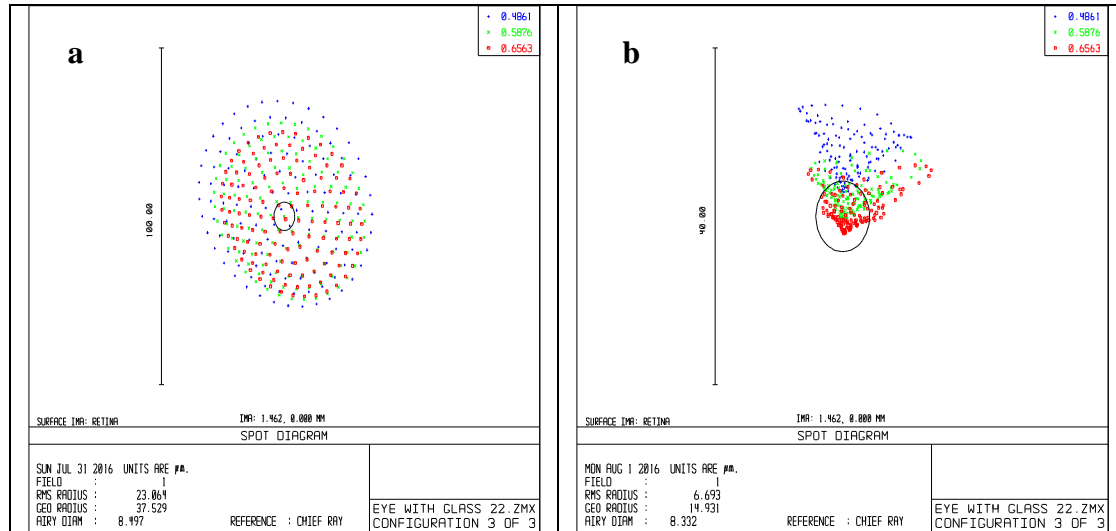 a
0.4861
0.5876
0.6563
100.00
SURFACE IMA: RETINA
IMA: 1.462, 0.000 MM
SPOT DIAGRAM
SUN JUL 31 2016 UNITS ARE µm.
FIELD : 1
RMS RADIUS : 23.064
GEO RADIUS : 37.529
AIRY DIAM : 8.497 REFERENCE : CHIEF RAY
EYE WITH GLASS 22.ZMX
CONFIGURATION 3 OF 3
b
0.4861
0.5876
0.6563
40.00
SURFACE IMA: RETINA
IMA: 1.462, 0.000 MM
SPOT DIAGRAM
MON AUG 1 2016 UNITS ARE µm.
FIELD : 1
RMS RADIUS : 6.693
GEO RADIUS : 14.931
AIRY DIAM : 8.332 REFERENCE : CHIEF RAY
EYE WITH GLASS 22.ZMX
CONFIGURATION 3 OF 3